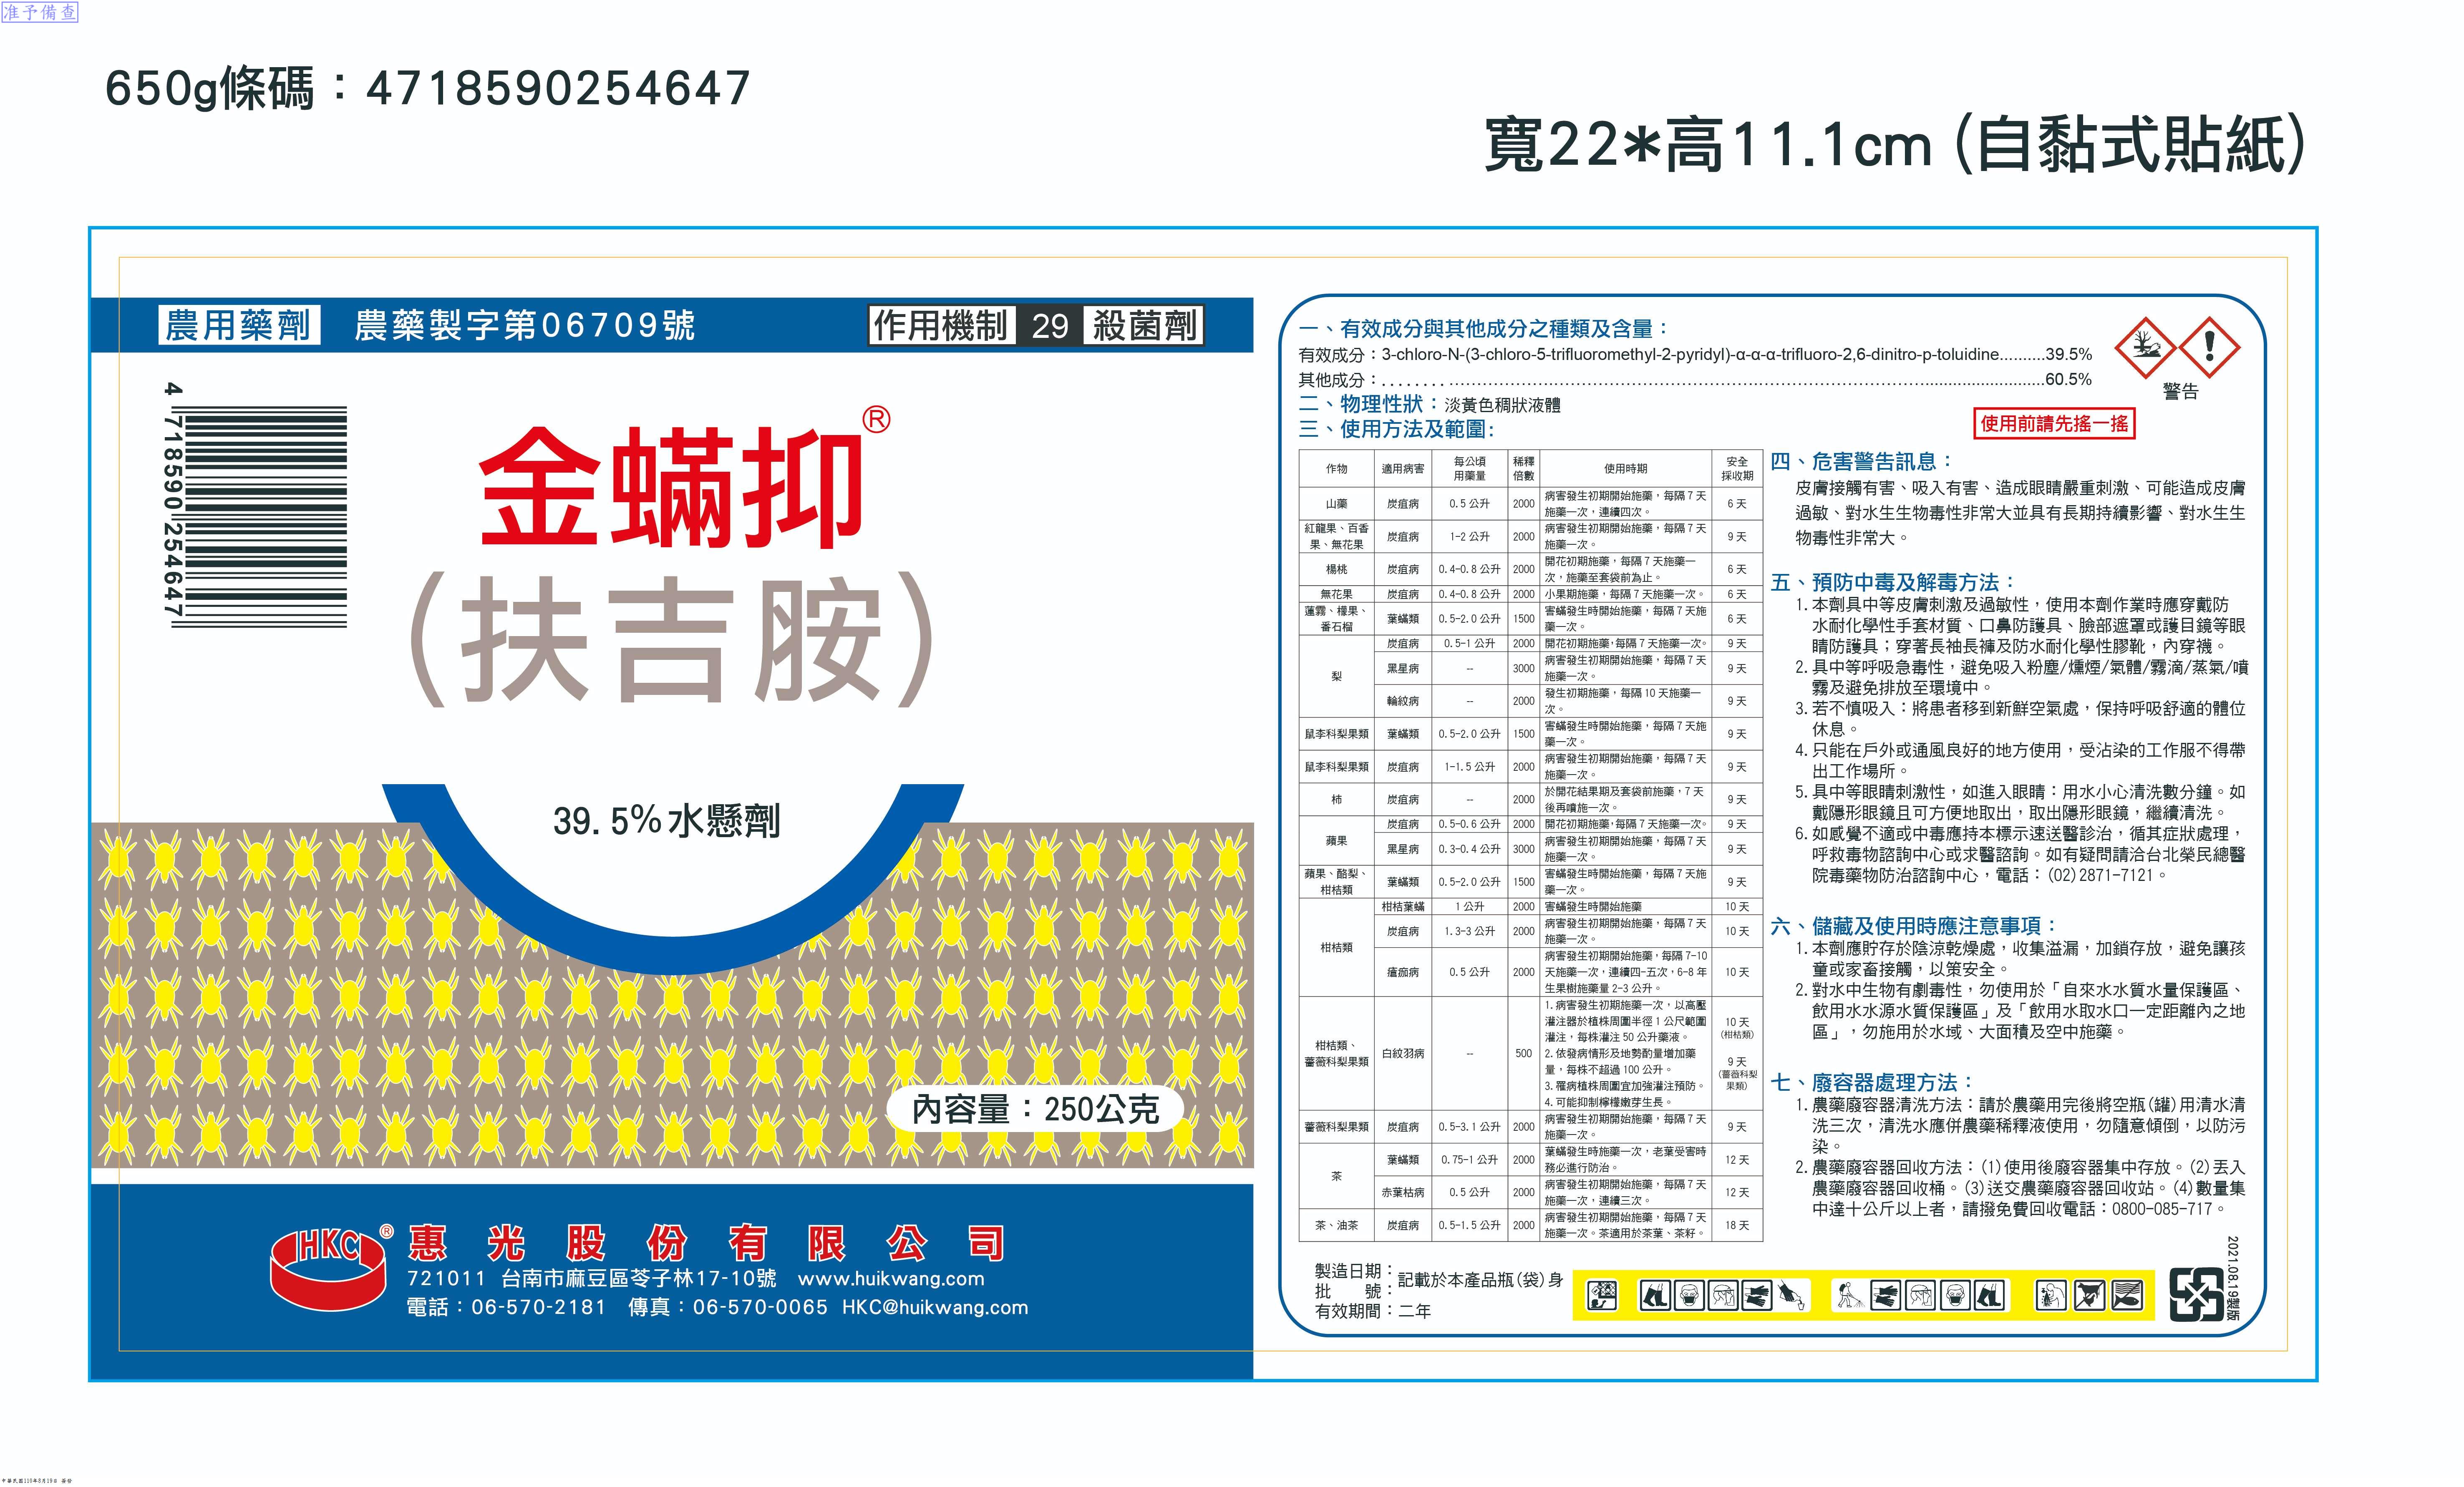 准予備查
650g條碼：4718590254647
寬22*高11.1cm (自黏式貼紙)
農用藥劑 農藥製字第06709號 作用機制 29 殺菌劑
4 718590 254647
金蟎抑®
(扶吉胺)
39.5%水懸劑
內容量：250公克
HKC® 惠光股份有限公司
721011 台南市麻豆區苓子林17-10號 www.huikwang.com
電話：06-570-2181 傳真：06-570-0065 HKC@huikwang.com
一、有效成分與其他成分之種類及含量：
有效成分：3-chloro-N-(3-chloro-5-trifluoromethyl-2-pyridyl)-α-α-α-trifluoro-2,6-dinitro-p-toluidine..........39.5%
其他成分：........60.5%
警告
二、物理性狀：淡黃色稠狀液體
使用前請先搖一搖
三、使用方法及範圍：
作物 適用病害 每公頃用藥量 稀釋倍數 使用時期 安全採收期
山藥 炭疽病 0.5公升 2000 病害發生初期開始施藥，每隔7天施藥一次，連續四次。 6天
紅龍果、百香果、無花果 炭疽病 1-2公升 2000 病害發生初期開始施藥，每隔7天施藥一次。 9天
楊桃 炭疽病 0.4-0.8公升 2000 開花初期施藥，每隔7天施藥一次，施藥至套袋前為止。 6天
無花果 炭疽病 0.4-0.8公升 2000 小果期施藥，每隔7天施藥一次。 6天
蓮霧、檬果、番石榴 葉蟎類 0.5-2.0公升 1500 害蟎發生時開始施藥，每隔7天施藥一次。 6天
梨 炭疽病 0.5-1公升 2000 開花初期施藥，每隔7天施藥一次。 9天
黑星病 -- 3000 病害發生初期開始施藥，每隔7天施藥一次。 9天
輪紋病 -- 2000 發生初期施藥，每隔10天施藥一次。 9天
鼠李科梨果類 葉蟎類 0.5-2.0公升 1500 害蟎發生時開始施藥，每隔7天施藥一次。 9天
鼠李科梨果類 炭疽病 1-1.5公升 2000 病害發生初期開始施藥，每隔7天施藥一次。 9天
柿 炭疽病 -- 2000 於開花結果期及套袋前施藥，7天後再噴施一次。 9天
蘋果 炭疽病 0.5-0.6公升 2000 開花初期施藥，每隔7天施藥一次。 9天
黑星病 0.3-0.4公升 3000 病害發生初期開始施藥，每隔7天施藥一次。 9天
蘋果、酪梨、柑桔類 葉蟎類 0.5-2.0公升 1500 害蟎發生時開始施藥，每隔7天施藥一次。 9天
柑桔類 柑桔葉蟎 1公升 2000 害蟎發生時開始施藥 10天
炭疽病 1.3-3公升 2000 病害發生初期開始施藥，每隔7天施藥一次。 10天
瘡痂病 0.5公升 2000 病害發生初期開始施藥，每隔7-10天施藥一次，連續四-五次，6-8年生果樹施藥量2-3公升。 10天
柑桔類、薔薇科梨果類 白紋羽病 -- 500 1.病害發生初期施藥一次，以高壓灌注器於植株周圍半徑1公尺範圍灌注，每株灌注50公升藥液。
2.依發病情形及地勢酌量增加藥量，每株不超過100公升。
3.罹病植株周圍宜加強灌注預防。
4.可能抑制檸檬嫩芽生長。
10天(柑桔類) 9天(薔薇科梨果類)
薔薇科梨果類 炭疽病 0.5-3.1公升 2000 病害發生初期開始施藥，每隔7天施藥一次。 9天
茶 葉蟎類 0.75-1公升 2000 葉蟎發生時施藥一次，老葉受害時務必進行防治。 12天
赤葉枯病 0.5公升 2000 病害發生初期開始施藥，每隔7天施藥一次，連續三次。 12天
茶、油茶 炭疽病 0.5-1.5公升 2000 病害發生初期開始施藥，每隔7天施藥一次。茶適用於茶葉、茶籽。 18天
四、危害警告訊息：
皮膚接觸有害、吸入有害、造成眼睛嚴重刺激、可能造成皮膚
過敏、對水生生物毒性非常大並具有長期持續影響、對水生生
物毒性非常大。
五、預防中毒及解毒方法：
1.本劑具中等皮膚刺激及過敏性，使用本劑作業時應穿戴防
水耐化學性手套材質、口鼻防護具、臉部遮罩或護目鏡等眼
睛防護具；穿著長袖長褲及防水耐化學性膠靴，內穿襪。
2.具中等呼吸急毒性，避免吸入粉塵/燻煙/氣體/霧滴/蒸氣/噴
霧及避免排放至環境中。
3.若不慎吸入：將患者移到新鮮空氣處，保持呼吸舒適的體位
休息。
4.只能在戶外或通風良好的地方使用，受沾染的工作服不得帶
出工作場所。
5.具中等眼睛刺激性，如進入眼睛：用水小心清洗數分鐘。如
戴隱形眼鏡且可方便地取出，取出隱形眼鏡，繼續清洗。
6.如感覺不適或中毒應持本標示速送醫診治，循其症狀處理，
呼救毒物諮詢中心或求醫諮詢。如有疑問請洽台北榮民總醫
院毒藥物防治諮詢中心，電話：(02)2871-7121。
六、儲藏及使用時應注意事項：
1.本劑應貯存於陰涼乾燥處，收集溢漏，加鎖存放，避免讓孩
童或家畜接觸，以策安全。
2.對水中生物有劇毒性，勿使用於「自來水水質水量保護區、
飲用水水源水質保護區」及「飲用水取水口一定距離內之地
區」，勿施用於水域、大面積及空中施藥。
七、廢容器處理方法：
1.農藥廢容器清洗方法：請於農藥用完後將空瓶(罐)用清水清
洗三次，清洗水應併農藥稀釋液使用，勿隨意傾倒，以防污
染。
2.農藥廢容器回收方法：(1)使用後廢容器集中存放。(2)丟入
農藥廢容器回收桶。(3)送交農藥廢容器回收站。(4)數量集
中達十公斤以上者，請撥免費回收電話：0800-085-717。
製造日期：
批 號：記載於本產品瓶(袋)身
有效期間：二年
2021.08.19製版
中華民國110年8月19日